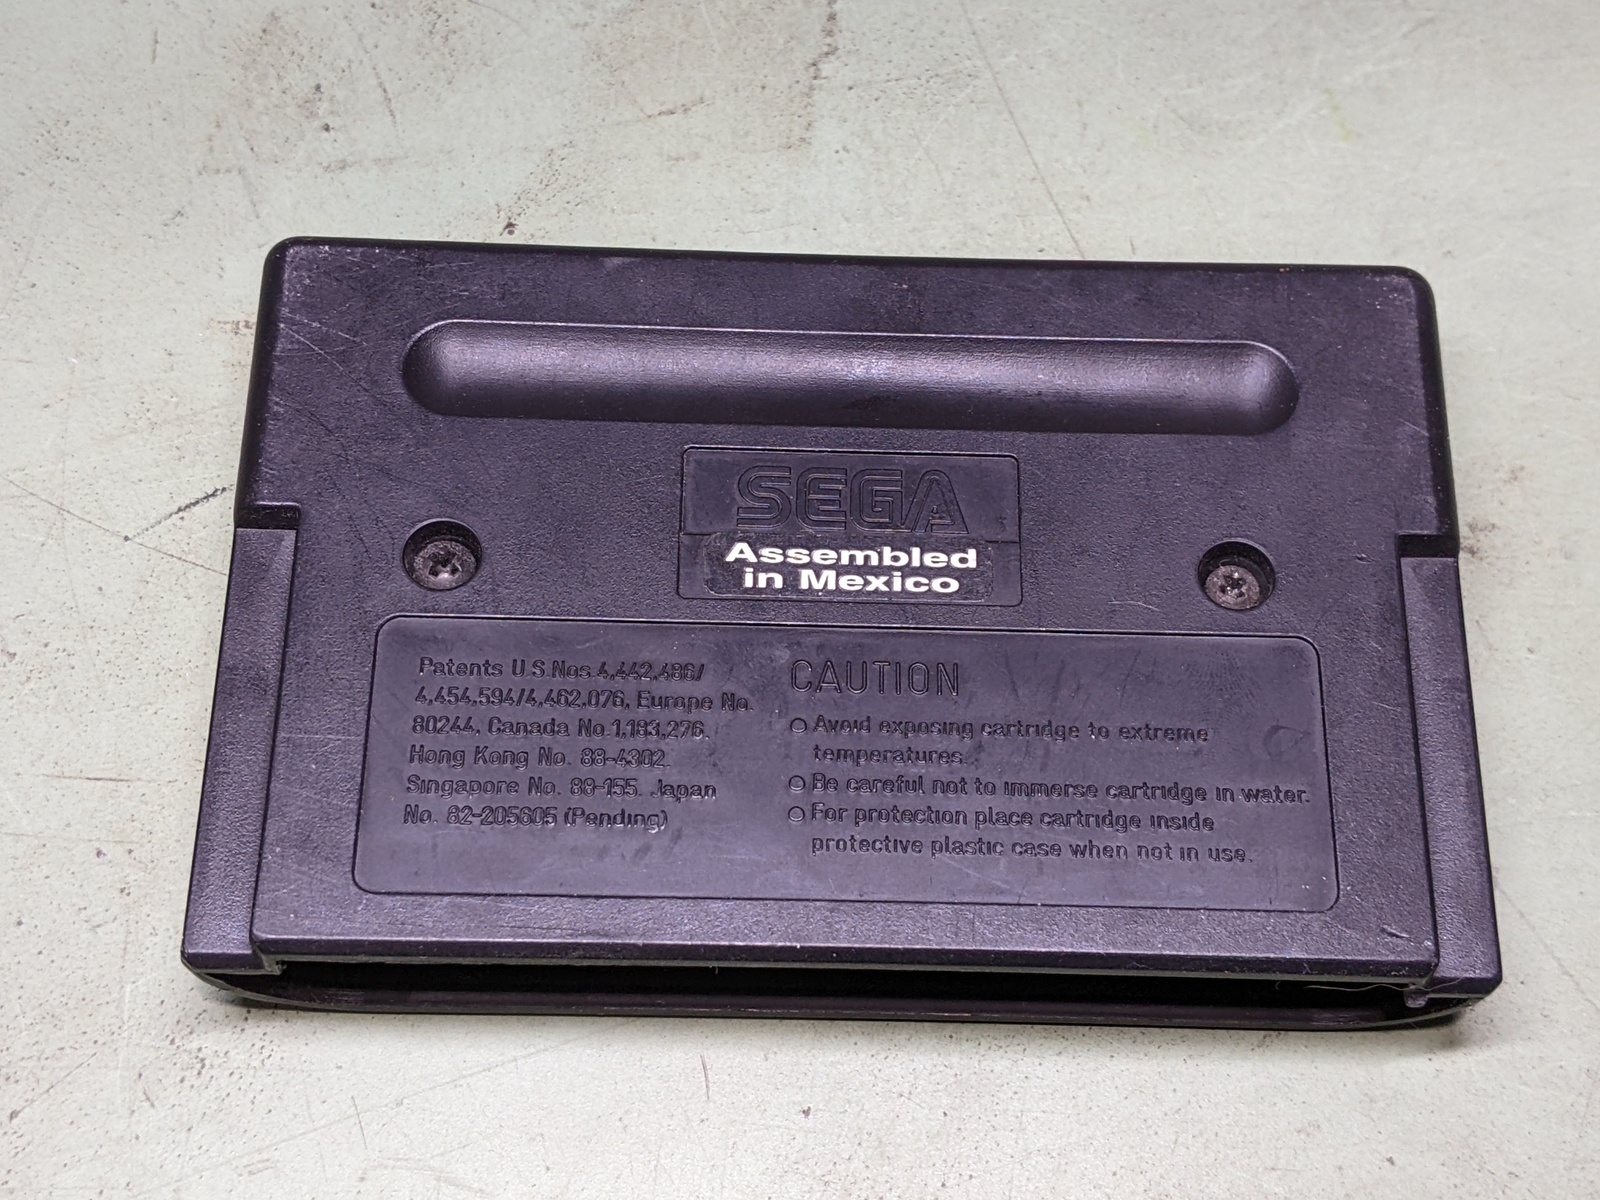 SEGA
Assembled
in Mexico
Patents U.S.Nos.4,442,486/
4,454,594/4,462,076, Europe No.
80244, Canada No.1,183,276,
Hong Kong No. 88-4302,
Singapore No. 88-155, Japan
No. 82-205605 (Pending)
CAUTION
○ Avoid exposing cartridge to extreme
temperatures.
○ Be careful not to immerse cartridge in water.
○ For protection place cartridge inside
protective plastic case when not in use.